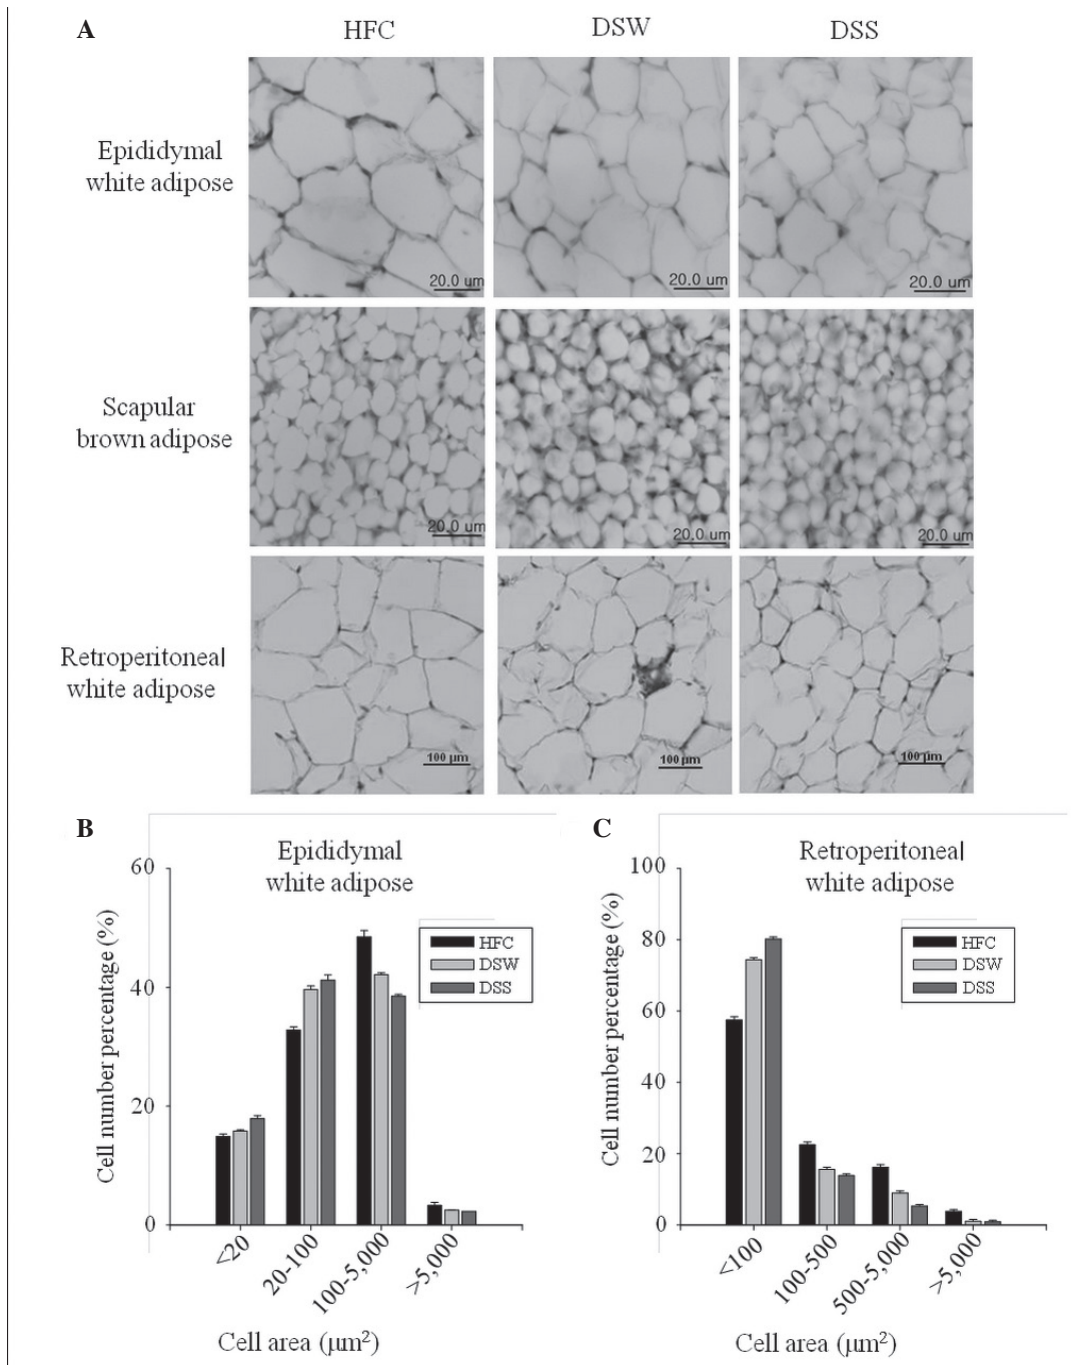 A
HFC
DSW
DSS
Epididymal
white adipose
20.0 um
20.0 um
20.0 um
Scapular
brown adipose
20.0 um
20.0 um
20.0 um
Retroperitoneal
white adipose
100 µm
100 µm
100 µm
B
Epididymal
white adipose
60
40
20
0
Cell number percentage (%)
HFC
DSW
DSS
<20
20-100
100-5,000
>5,000
Cell area (µm²)
C
Retroperitoneal
white adipose
100
80
60
40
20
0
Cell number percentage (%)
HFC
DSW
DSS
<100
100-500
500-5,000
>5,000
Cell area (µm²)